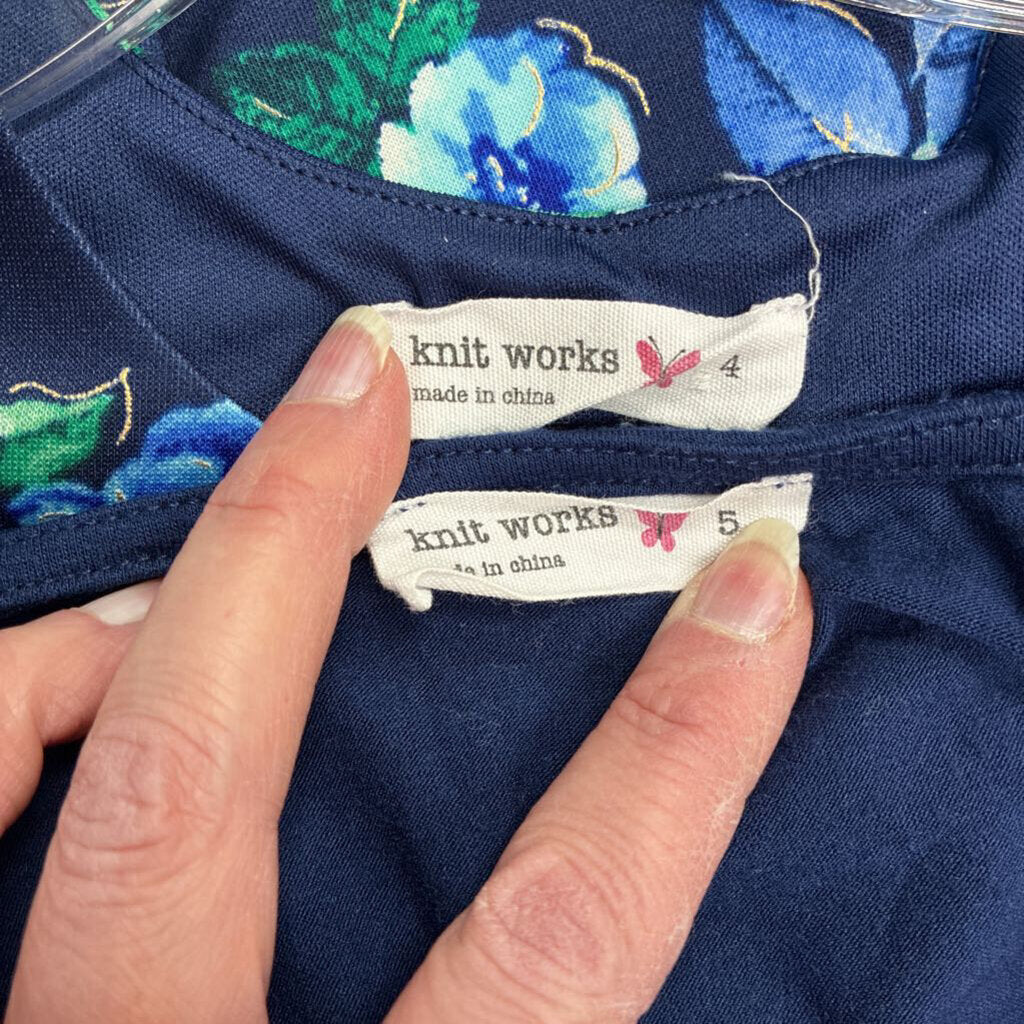 knit works 4
made in china
knit works 5
in china